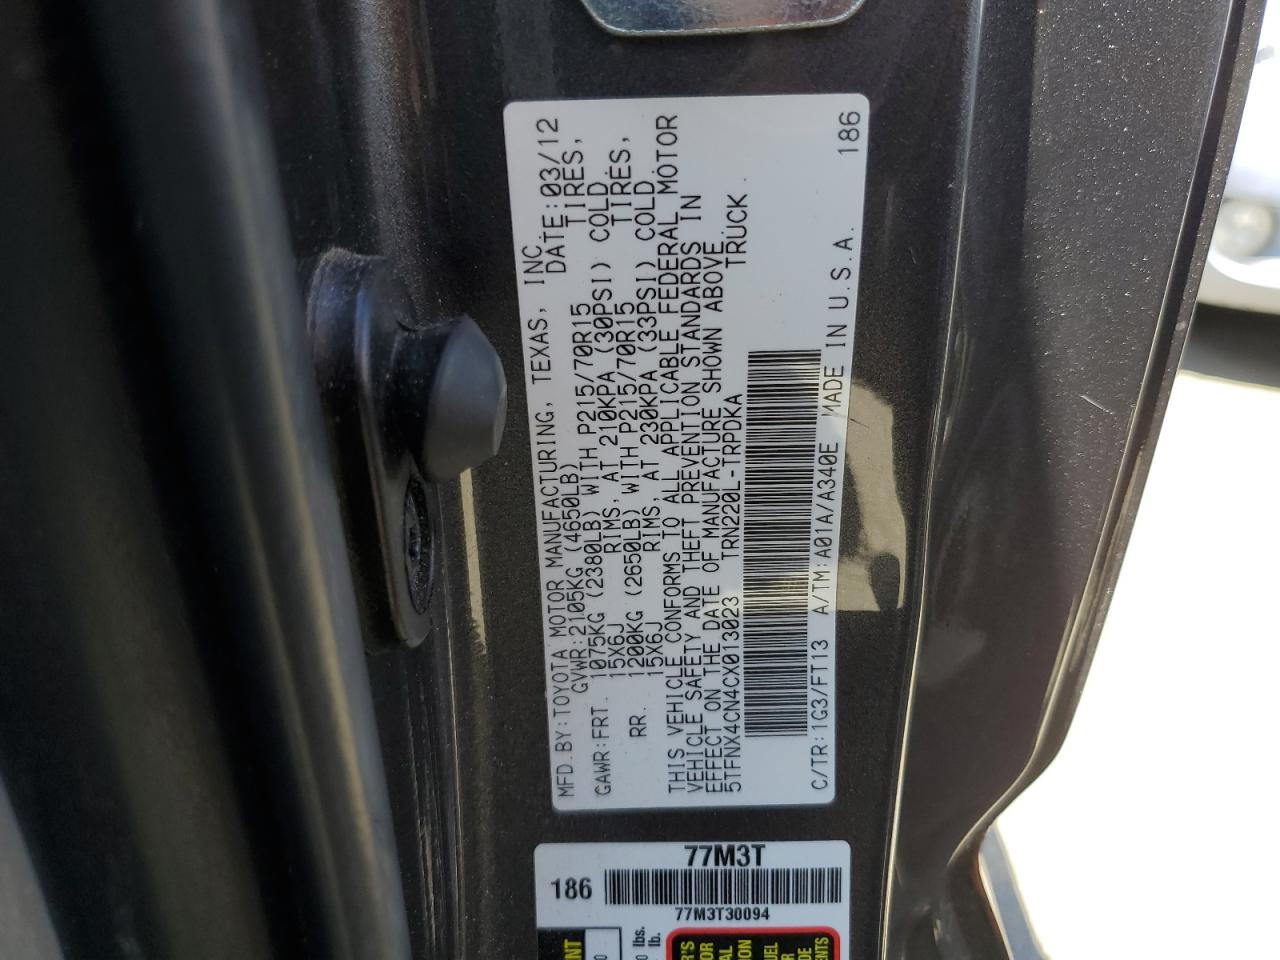 MFD.BY:TOYOTA MOTOR MANUFACTURING, TEXAS, INC.
GVWR:2105KG (4650LB) DATE:03/12
GAWR:FRT. 1075KG (2380LB) WITH P215/70R15 TIRES,
15X6J RIMS, AT 210KPA (30PSI) COLD.
RR. 1200KG (2650LB) WITH P215/70R15 TIRES,
15X6J RIMS, AT 230KPA (33PSI) COLD.
THIS VEHICLE CONFORMS TO ALL APPLICABLE FEDERAL MOTOR
VEHICLE SAFETY AND THEFT PREVENTION STANDARDS IN
EFFECT ON THE DATE OF MANUFACTURE SHOWN ABOVE.
5TFNX4CN4CX013023 TRN220L-TRPDKA TRUCK
C/TR:1G3/FT13 A/TM:A01A/A340E MADE IN U.S.A. 186
77M3T
186
77M3T30094
lbs.
lb.